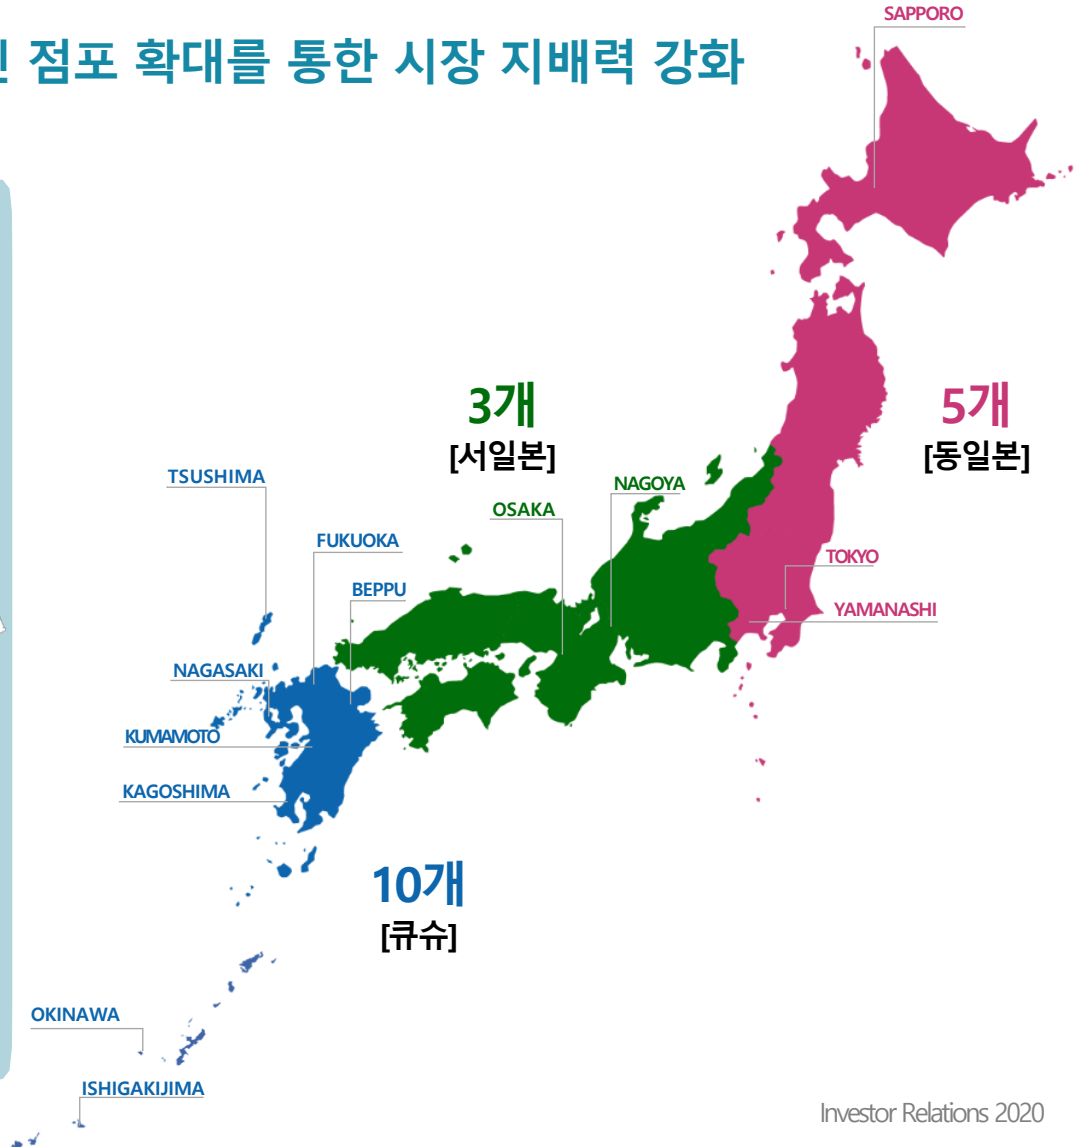 SAPPORO
점포 확대를 통한 시장 지배력 강화
3개
[서일본]
5개
[동일본]
TSUSHIMA
NAGOYA
OSAKA
FUKUOKA
TOKYO
BEPPU
YAMANASHI
NAGASAKI
KUMAMOTO
KAGOSHIMA
10개
[큐슈]
OKINAWA
ISHIGAKIJIMA
Investor Relations 2020